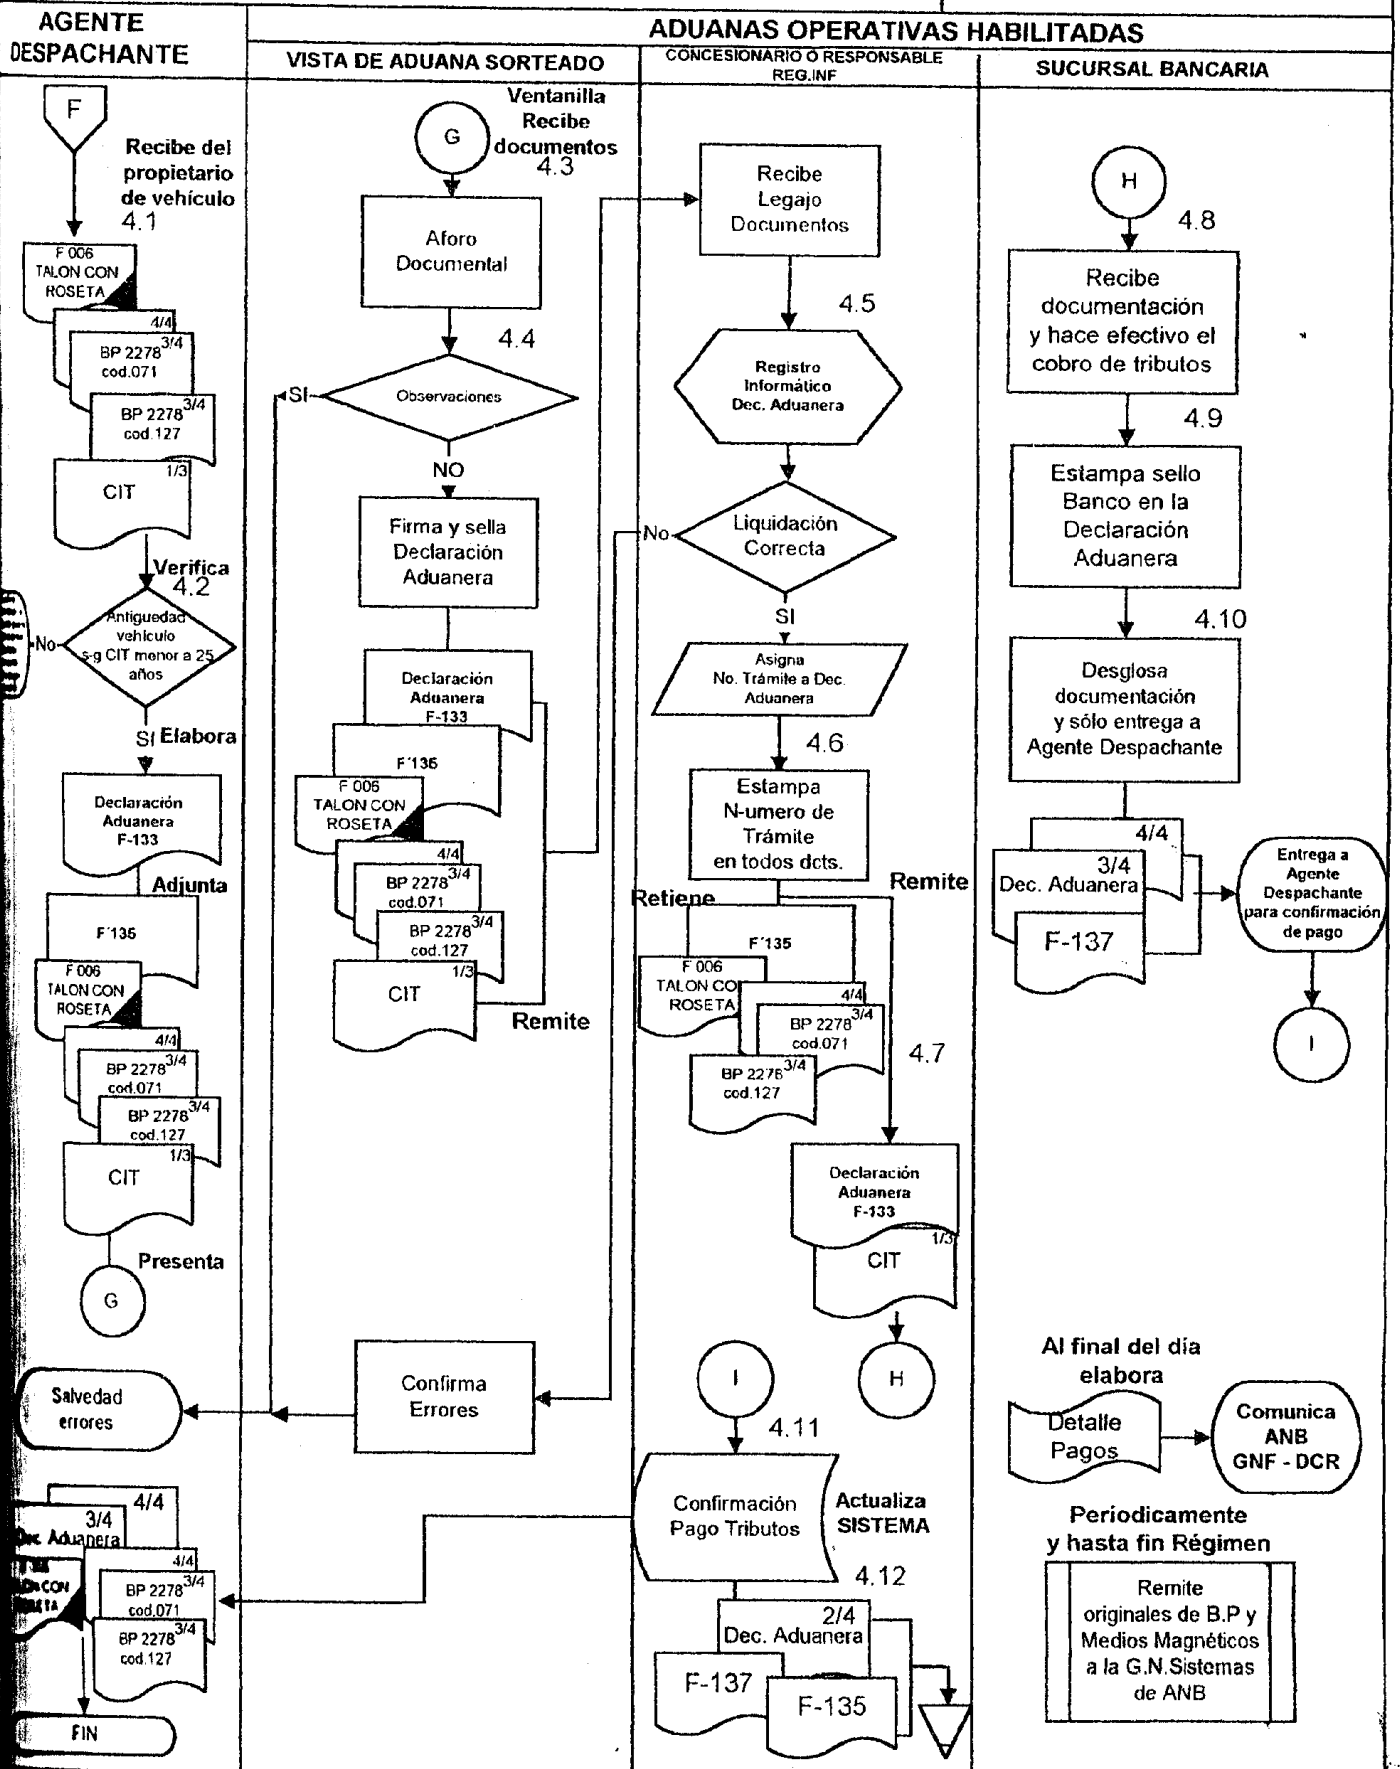 AGENTE
DESPACHANTE
ADUANAS OPERATIVAS HABILITADAS
VISTA DE ADUANA SORTEADO
CONCESIONARIO O RESPONSABLE
REG.INF
SUCURSAL BANCARIA
F
Recibe del
propietario
de vehículo
4.1
F 006
TALON CON
ROSETA
4/4
BP 2278 3/4
cod.071
BP 2278 3/4
cod.127
1/3
CIT
Verifica
4.2
Antiguedad
vehículo
s-g CIT menor a 25
años
No
SI Elabora
Declaración
Aduanera
F-133
Adjunta
F´135
F 006
TALON CON
ROSETA
4/4
BP 2278 3/4
cod.071
BP 2278 3/4
cod.127
1/3
CIT
Presenta
G
Salvedad
errores
4/4
3/4
Dec. Aduanera
4/4
BP 2278 3/4
cod.071
BP 2278 3/4
cod.127
FIN
G
Ventanilla
Recibe
documentos
4.3
Aforo
Documental
4.4
SI
Observaciones
NO
Firma y sella
Declaración
Aduanera
Declaración
Aduanera
F-133
F´135
F 006
TALON CON
ROSETA
4/4
BP 2278 3/4
cod.071
BP 2278 3/4
cod.127
1/3
CIT
Remite
Confirma
Errores
Recibe
Legajo
Documentos
4.5
Registro
Informático
Dec. Aduanera
No
Liquidación
Correcta
SI
Asigna
No. Trámite a Dec.
Aduanera
4.6
Estampa
N-umero de
Trámite
en todos dcts.
Retiene
Remite
F´135
F 006
TALON CO
ROSETA
4/4
BP 2278 3/4
cod.071
BP 2278 3/4
cod.127
4.7
Declaración
Aduanera
F-133
1/3
CIT
H
I
4.11
Confirmación
Pago Tributos
Actualiza
SISTEMA
4.12
2/4
Dec. Aduanera
F-137
F-135
H
4.8
Recibe
documentación
y hace efectivo el
cobro de tributos
4.9
Estampa sello
Banco en la
Declaración
Aduanera
4.10
Desglosa
documentación
y sólo entrega a
Agente Despachante
4/4
3/4
Dec. Aduanera
F-137
Entrega a
Agente
Despachante
para confirmación
de pago
I
Al final del día
elabora
Detalle
Pagos
Comunica
ANB
GNF - DCR
Periodicamente
y hasta fin Régimen
Remite
originales de B.P y
Medios Magnéticos
a la G.N.Sistemas
de ANB